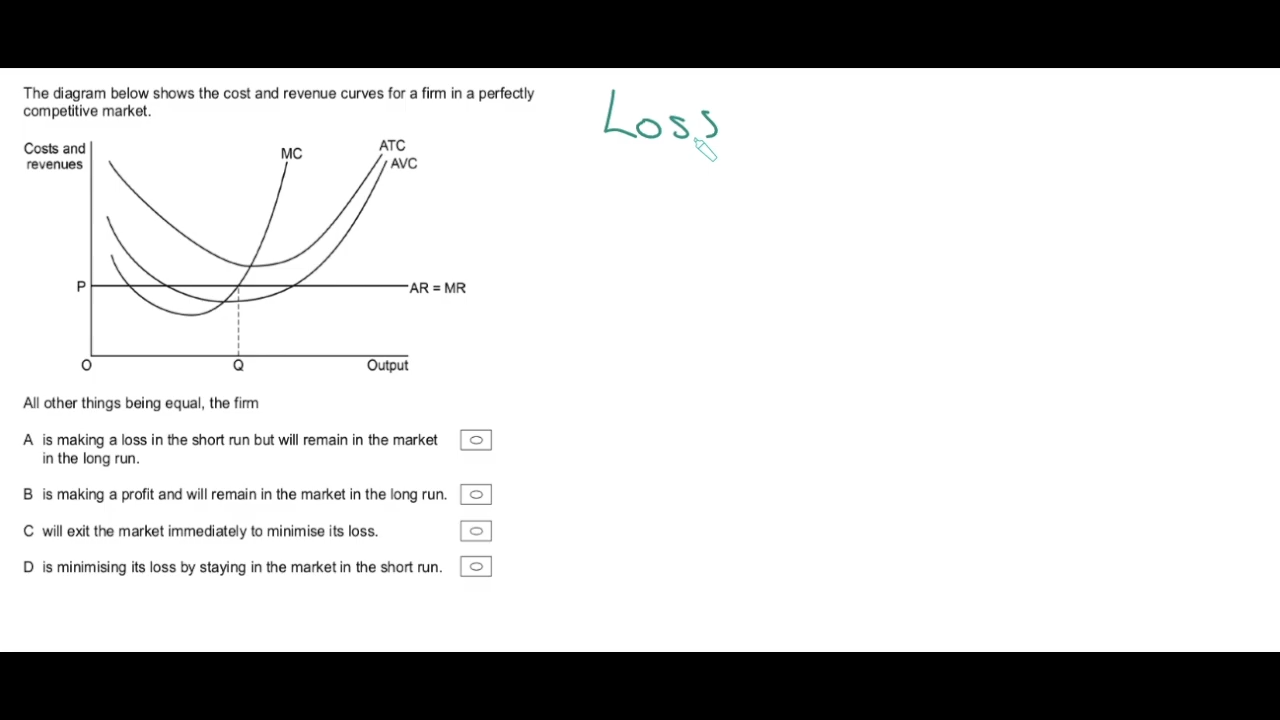 The diagram below shows the cost and revenue curves for a firm in a perfectly
competitive market.
Loss
Costs and
revenues
MC
ATC
AVC
P
AR = MR
O
Q
Output
All other things being equal, the firm
A is making a loss in the short run but will remain in the market
in the long run.
B is making a profit and will remain in the market in the long run.
C will exit the market immediately to minimise its loss.
D is minimising its loss by staying in the market in the short run.